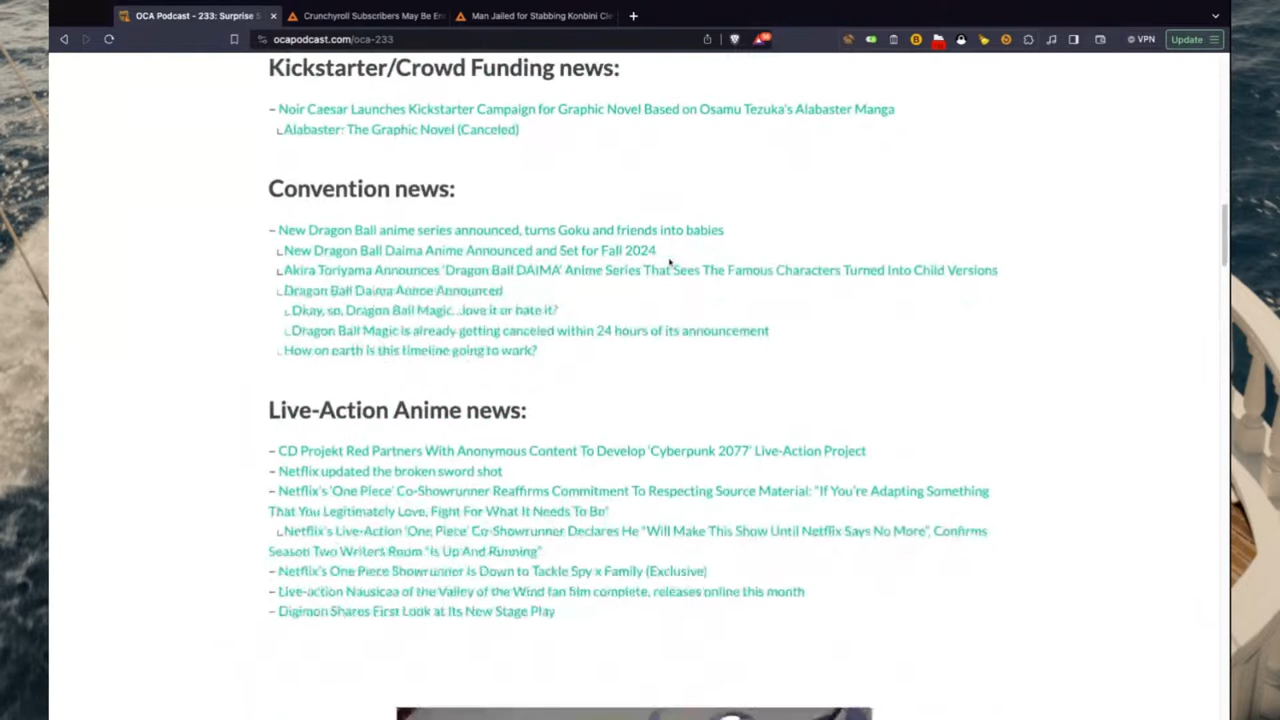 OCA Podcast - 233: Surprise S
Crunchyroll Subscribers May Be En
Man Jailed for Stabbing Konbini Cle
ocapodcast.com/oca-233
VPN
Update
Kickstarter/Crowd Funding news:
– Noir Caesar Launches Kickstarter Campaign for Graphic Novel Based on Osamu Tezuka's Alabaster Manga
∟Alabaster: The Graphic Novel (Canceled)
Convention news:
– New Dragon Ball anime series announced, turns Goku and friends into babies
∟New Dragon Ball Daima Anime Announced and Set for Fall 2024
∟Akira Toriyama Announces 'Dragon Ball DAIMA' Anime Series That Sees The Famous Characters Turned Into Child Versions
∟Dragon Ball Daima Anime Announced
∟Okay, so, Dragon Ball Magic...love it or hate it?
∟Dragon Ball Magic is already getting canceled within 24 hours of its announcement
∟How on earth is this timeline going to work?
Live-Action Anime news:
– CD Projekt Red Partners With Anonymous Content To Develop 'Cyberpunk 2077' Live-Action Project
– Netflix updated the broken sword shot
– Netflix's 'One Piece' Co-Showrunner Reaffirms Commitment To Respecting Source Material: "If You're Adapting Something
That You Legitimately Love, Fight For What It Needs To Be"
∟Netflix's Live-Action 'One Piece' Co-Showrunner Declares He "Will Make This Show Until Netflix Says No More", Confirms
Season Two Writers Room "Is Up And Running"
– Netflix's One Piece Showrunner Is Down to Tackle Spy x Family (Exclusive)
– Live-action Nausicaa of the Valley of the Wind fan film complete, releases online this month
– Digimon Shares First Look at Its New Stage Play